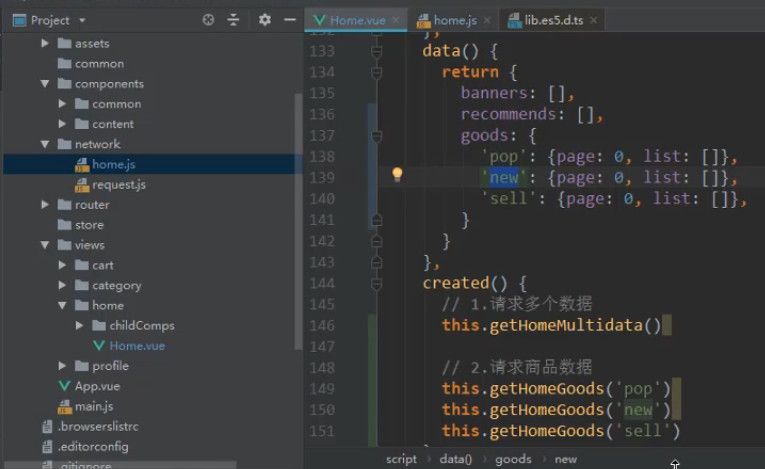 Project
Home.vue
home.js
lib.es5.d.ts
assets
common
components
common
content
network
home.js
request.js
router
store
views
cart
category
home
childComps
Home.vue
profile
App.vue
main.js
.browserslistrc
.editorconfig
.gitignore
132 },
133 data() {
134 return {
135 banners: [],
136 recommends: [],
137 goods: {
138 'pop': {page: 0, list: []},
139 'new': {page: 0, list: []},
140 'sell': {page: 0, list: []},
141 }
142 }
143 },
144 created() {
145 // 1.请求多个数据
146 this.getHomeMultidata()
147
148 // 2.请求商品数据
149 this.getHomeGoods('pop')
150 this.getHomeGoods('new')
151 this.getHomeGoods('sell')
script › data() › goods › new